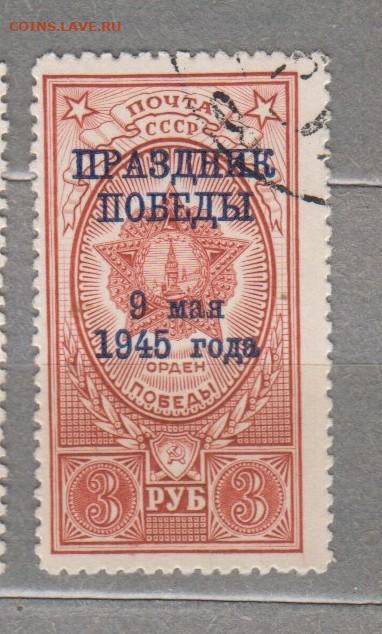 COINS.LAVE.RU
ПОЧТА
СССР
ПРАЗДНИК
ПОБЕДЫ
9 мая
1945 года
ОРДЕН
ПОБЕДЫ
3 РУБ 3